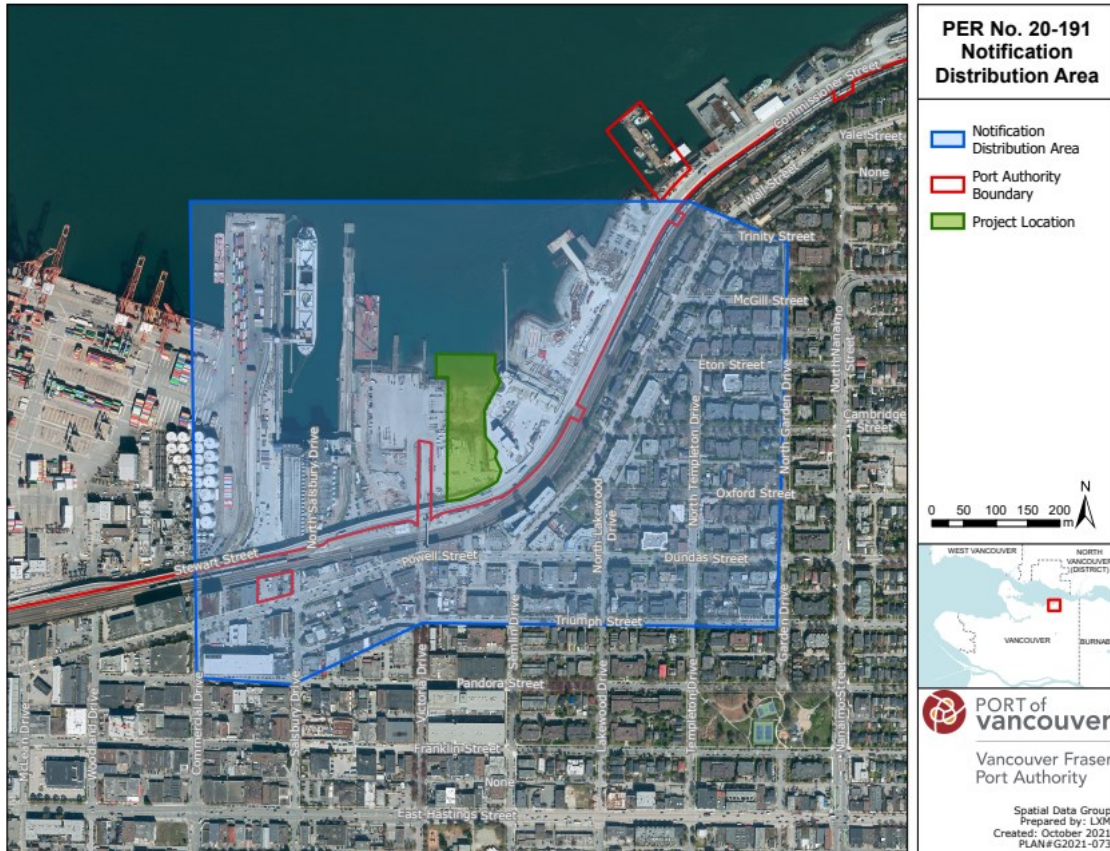 PER No. 20-191
Notification
Distribution Area
Notification
Distribution Area
Port Authority
Boundary
Project Location
N
0 50 100 150 200
m
WEST VANCOUVER
NORTH
VANCOUVER
(DISTRICT)
VANCOUVER
BURNAB
PORT of
vancouver
Vancouver Fraser
Port Authority
Spatial Data Group
Prepared by: LXM
Created: October 2021
PLAN#G2021-073
Commissioner Street
Yale Street
None
Wall Street
Trinity Street
McGill Street
North Nanaimo
Street
Eton Street
North Garden Drive
Cambridge
Street
North Templeton Drive
Oxford Street
North Salsbury Drive
North Lakewood
Drive
Stewart Street
Powell Street
Dundas Street
Triumph Street
Garden Drive
Semlin Drive
Victoria Drive
Pandora Street
McLean Drive
Woodland Drive
Commercial Drive
Salsbury Drive
Lakewood Drive
Templeton Drive
Nanaimo Street
Franklin Street
None
East Hastings Street